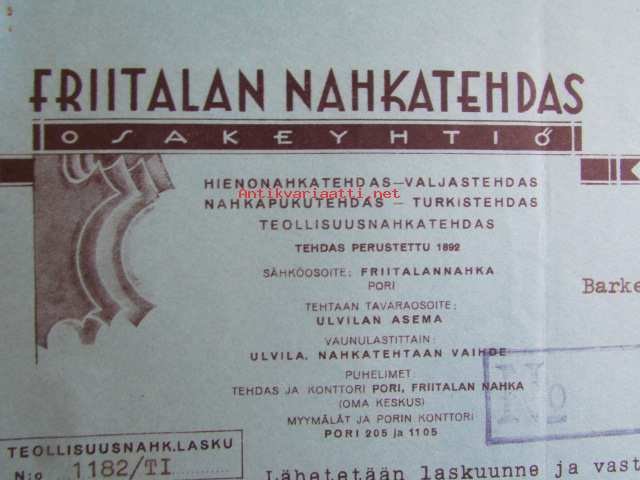 FRIITALAN NAHKATEHDAS
OSAKEYHTIÖ
HIENONAHKATEHDAS—VALJASTEHDAS
Antikvariaatti.net
NAHKAPUKUTEHDAS — TURKISTEHDAS
TEOLLISUUSNAHKATEHDAS
TEHDAS PERUSTETTU 1892
SÄHKÖOSOITE: FRIITALANNAHKA
PORI
TEHTAAN TAVARAOSOITE:
ULVILAN ASEMA
Barke
VAUNULASTITTAIN:
ULVILA, NAHKATEHTAAN VAIHDE
PUHELIMET:
TEHDAS JA KONTTORI PORI, FRIITALAN NAHKA
(OMA KESKUS)
No
MYYMÄLÄT JA PORIN KONTTORI
PORI 205 ja 1105
TEOLLISUUSNAHK.LASKU
N:o 1182/TI
Lähetetään laskuunne ja vast